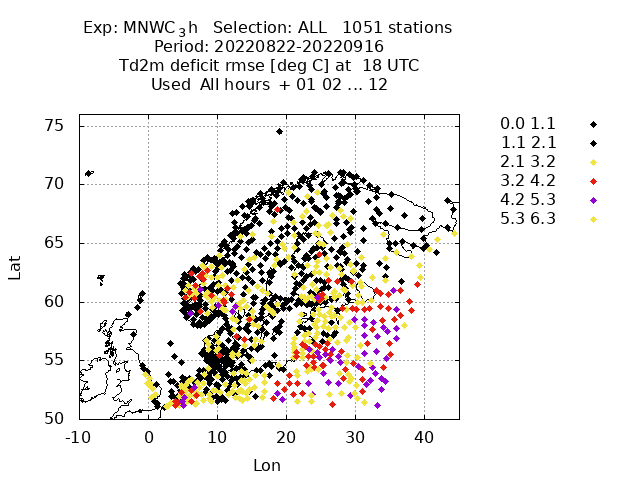 Exp: MNWC_3h   Selection: ALL   1051 stations
Period: 20220822-20220916
Td2m deficit rmse [deg C] at  18 UTC
Used  All hours  + 01 02 ... 12
0.0 1.1
1.1 2.1
2.1 3.2
3.2 4.2
4.2 5.3
5.3 6.3
75
70
65
60
55
50
Lat
-10 0 10 20 30 40
Lon